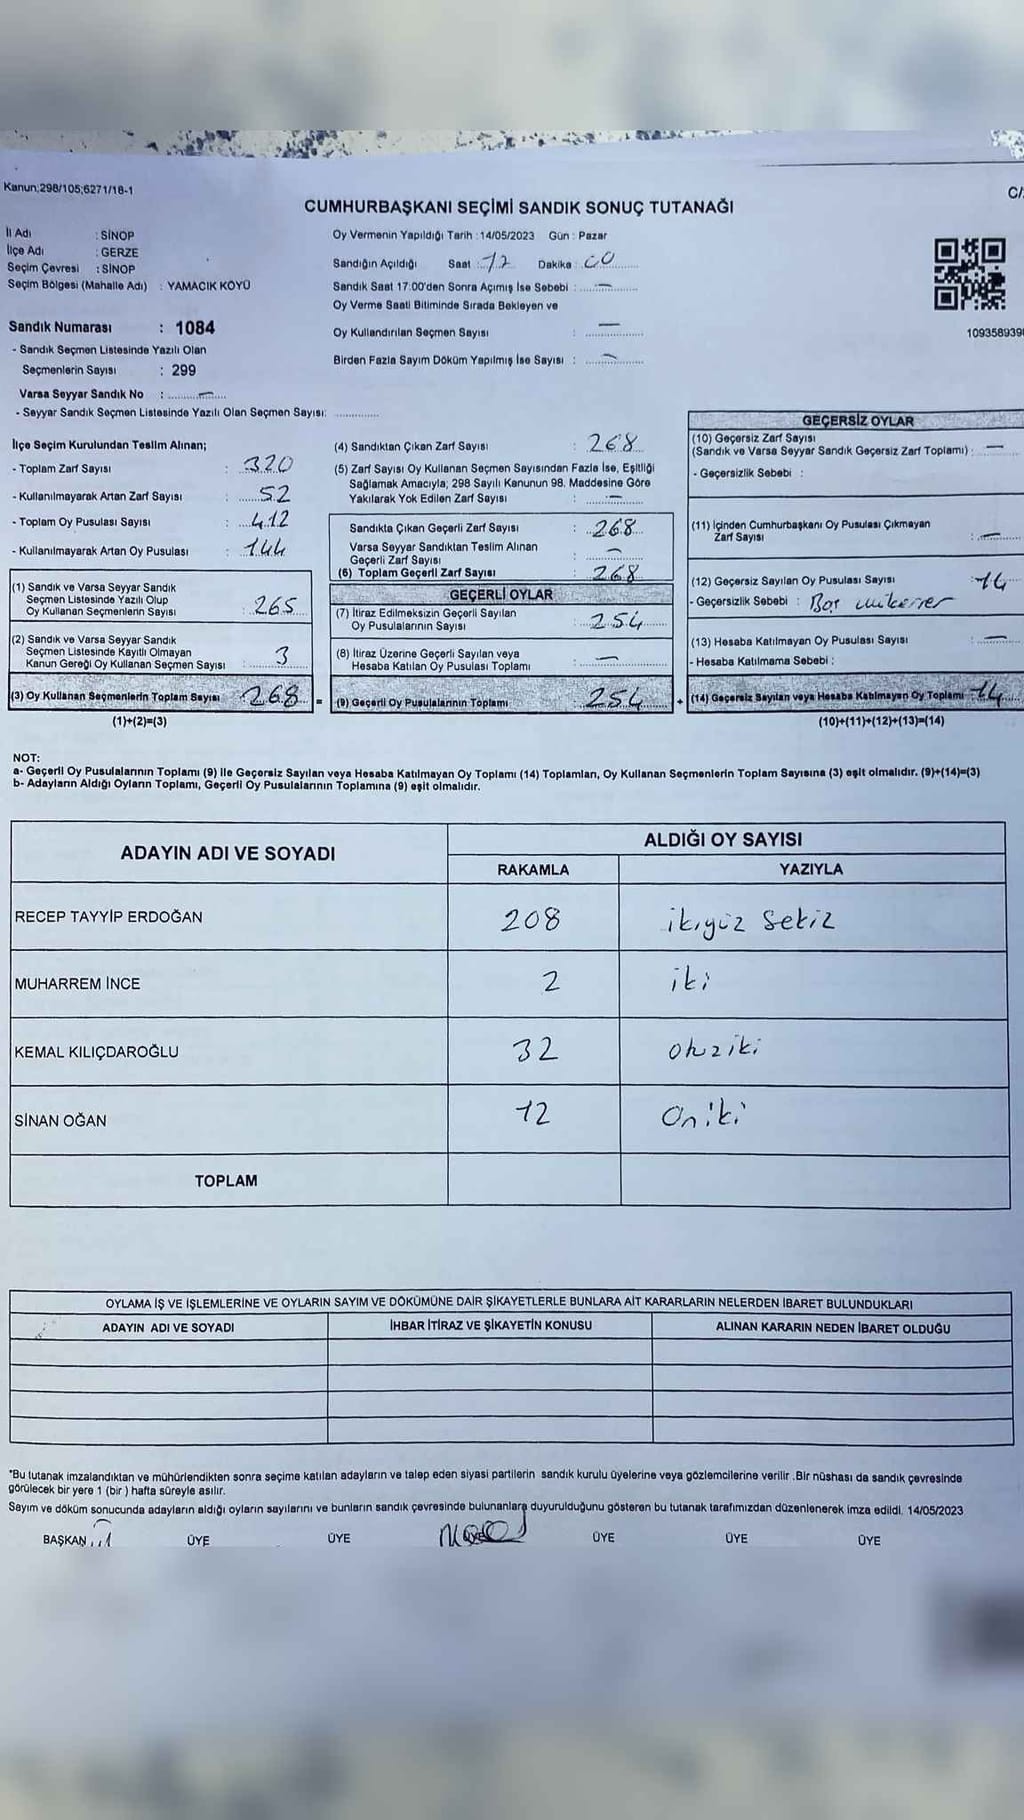 Kanun;298/105;6271/18-1
C/
CUMHURBAŞKANI SEÇİMİ SANDIK SONUÇ TUTANAĞI
İl Adı : SİNOP
İlçe Adı : GERZE
Seçim Çevresi : SİNOP
Seçim Bölgesi (Mahalle Adı) : YAMACIK KÖYÜ
Sandık Numarası : 1084
- Sandık Seçmen Listesinde Yazılı Olan
Seçmenlerin Sayısı : 299
Varsa Seyyar Sandık No : —
- Seyyar Sandık Seçmen Listesinde Yazılı Olan Seçmen Sayısı:
Oy Vermenin Yapıldığı Tarih : 14/05/2023 Gün : Pazar
Sandığın Açıldığı Saat : 17 Dakika : 00
Sandık Saat 17:00'den Sonra Açımış İse Sebebi : —
Oy Verme Saati Bitiminde Sırada Bekleyen ve
Oy Kullandırılan Seçmen Sayısı : —
Birden Fazla Sayım Döküm Yapılmış İse Sayısı : —
109358939
İlçe Seçim Kurulundan Teslim Alınan;
- Toplam Zarf Sayısı : 320
- Kullanılmayarak Artan Zarf Sayısı : 52
- Toplam Oy Pusulası Sayısı : 412
- Kullanılmayarak Artan Oy Pusulası : 144
(1) Sandık ve Varsa Seyyar Sandık
Seçmen Listesinde Yazılı Olup
Oy Kullanan Seçmenlerin Sayısı : 265
(2) Sandık ve Varsa Seyyar Sandık
Seçmen Listesinde Kayıtlı Olmayan
Kanun Gereği Oy Kullanan Seçmen Sayısı : 3
(3) Oy Kullanan Seçmenlerin Toplam Sayısı 268 =
(1)+(2)=(3)
(4) Sandıktan Çıkan Zarf Sayısı : 268
(5) Zarf Sayısı Oy Kullanan Seçmen Sayısından Fazla İse, Eşitliği
Sağlamak Amacıyla; 298 Sayılı Kanunun 98. Maddesine Göre
Yakılarak Yok Edilen Zarf Sayısı : —
Sandıkta Çıkan Geçerli Zarf Sayısı : 268
Varsa Seyyar Sandıktan Teslim Alınan
Geçerli Zarf Sayısı : —
(6) Toplam Geçerli Zarf Sayısı : 268
GEÇERLİ OYLAR
(7) İtiraz Edilmeksizin Geçerli Sayılan
Oy Pusulalarının Sayısı : 254
(8) İtiraz Üzerine Geçerli Sayılan veya
Hesaba Katılan Oy Pusulası Toplamı : —
(9) Geçerli Oy Pusulalarının Toplamı 254 +
GEÇERSİZ OYLAR
(10) Geçersiz Zarf Sayısı
(Sandık ve Varsa Seyyar Sandık Geçersiz Zarf Toplamı) : —
- Geçersizlik Sebebi :
(11) İçinden Cumhurbaşkanı Oy Pusulası Çıkmayan
Zarf Sayısı : —
(12) Geçersiz Sayılan Oy Pusulası Sayısı : 14
- Geçersizlik Sebebi :
(13) Hesaba Katılmayan Oy Pusulası Sayısı : —
- Hesaba Katılmama Sebebi :
(14) Geçersiz Sayılan veya Hesaba Katılmayan Oy Toplamı 14
(10)+(11)+(12)+(13)=(14)
NOT:
a- Geçerli Oy Pusulalarının Toplamı (9) ile Geçersiz Sayılan veya Hesaba Katılmayan Oy Toplamı (14) Toplamları, Oy Kullanan Seçmenlerin Toplam Sayısına (3) eşit olmalıdır. (9)+(14)=(3)
b- Adayların Aldığı Oyların Toplamı, Geçerli Oy Pusulalarının Toplamına (9) eşit olmalıdır.
ADAYIN ADI VE SOYADI
ALDIĞI OY SAYISI
RAKAMLA YAZIYLA
RECEP TAYYİP ERDOĞAN 208 ikiyüz sekiz
MUHARREM İNCE 2 iki
KEMAL KILIÇDAROĞLU 32 otuziki
SİNAN OĞAN 12 Oniki
TOPLAM
OYLAMA İŞ VE İŞLEMLERİNE VE OYLARIN SAYIM VE DÖKÜMÜNE DAİR ŞİKAYETLERLE BUNLARA AİT KARARLARIN NELERDEN İBARET BULUNDUKLARI
ADAYIN ADI VE SOYADI İHBAR İTİRAZ VE ŞİKAYETİN KONUSU ALINAN KARARIN NEDEN İBARET OLDUĞU
*Bu tutanak imzalandıktan ve mühürlendikten sonra seçime katılan adayların ve talep eden siyasi partilerin sandık kurulu üyelerine veya gözlemcilerine verilir .Bir nüshası da sandık çevresinde
görülecek bir yere 1 (bir ) hafta süreyle asılır.
Sayım ve döküm sonucunda adayların aldığı oyların sayılarını ve bunların sandık çevresinde bulunanlara duyurulduğunu gösteren bu tutanak tarafımızdan düzenlenerek imza edildi. 14/05/2023
BAŞKAN ÜYE ÜYE ÜYE ÜYE ÜYE ÜYE